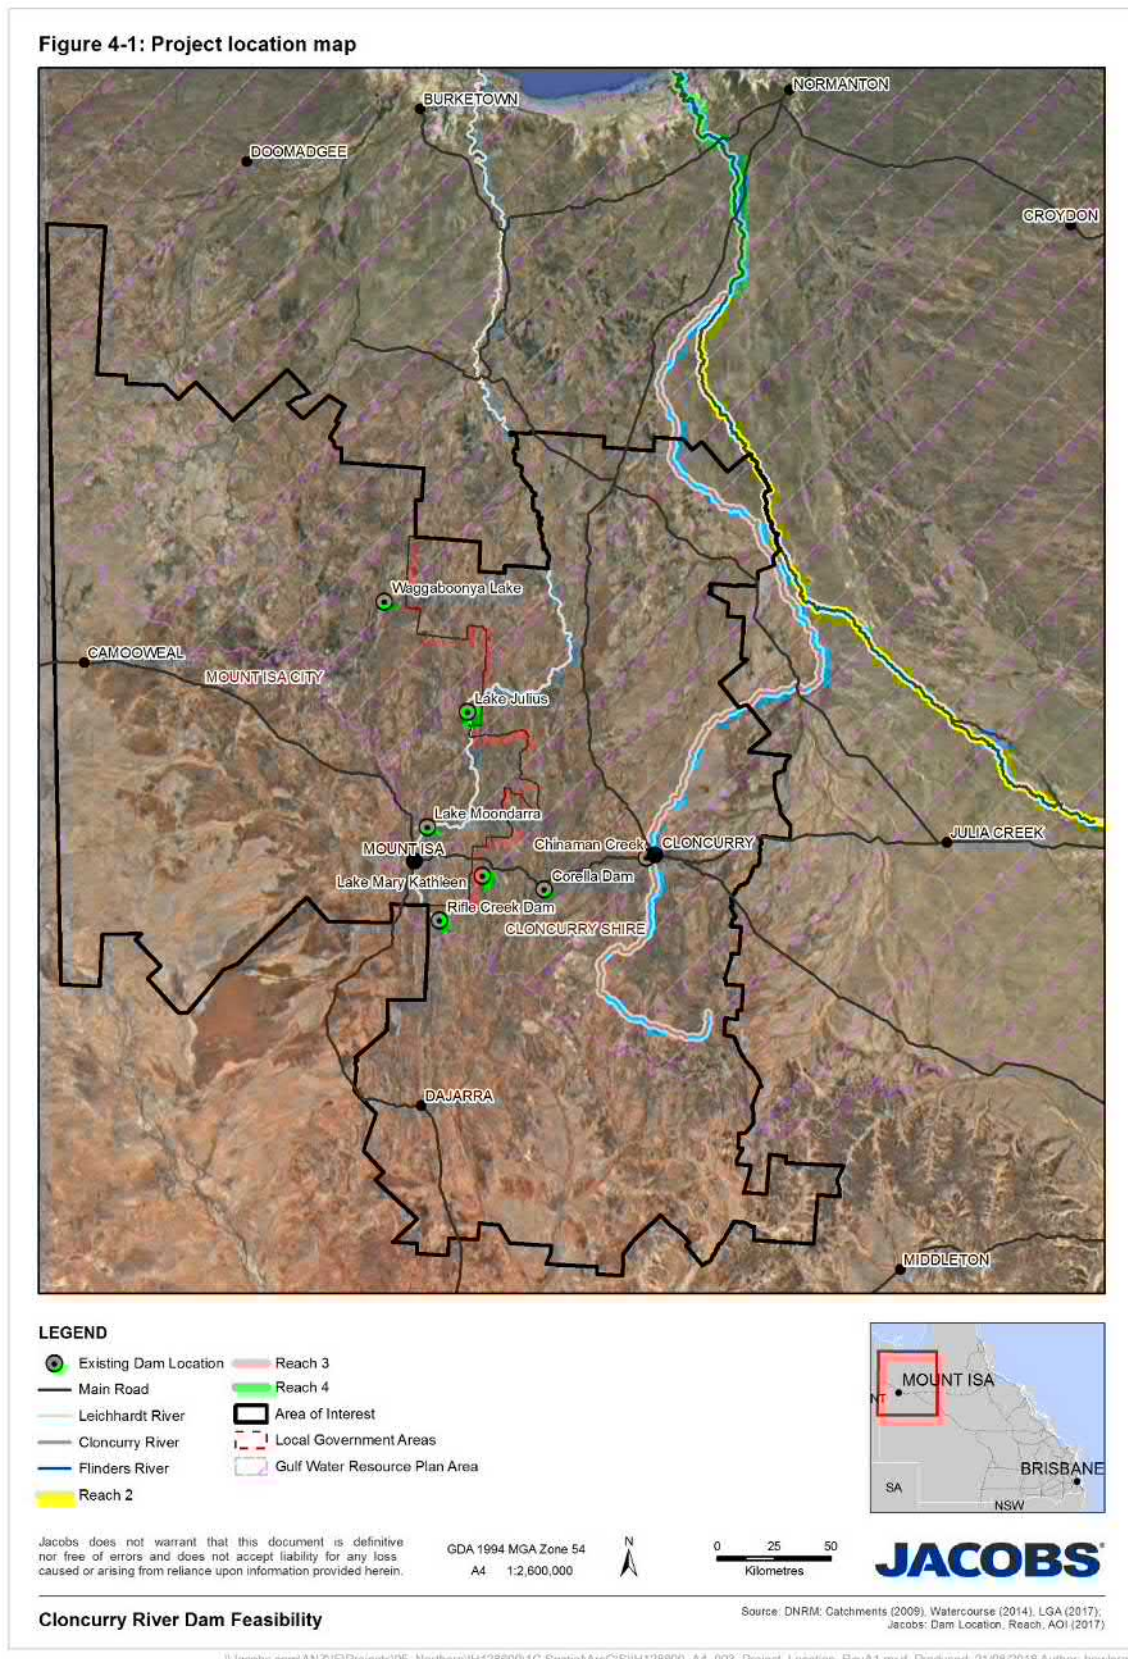 Figure 4-1: Project location map
BURKETOWN
NORMANTON
DOOMADGEE
CROYDON
Waggaboonya Lake
CAMOOWEAL
MOUNT ISA CITY
Lake Julius
Lake Moondarra
MOUNT ISA
Chinaman Creek
CLONCURRY
JULIA CREEK
Lake Mary Kathleen
Corella Dam
Rifle Creek Dam
CLONCURRY SHIRE
DAJARRA
MIDDLETON
LEGEND
Existing Dam Location
Main Road
Leichhardt River
Cloncurry River
Flinders River
Reach 2
Reach 3
Reach 4
Area of Interest
Local Government Areas
Gulf Water Resource Plan Area
MOUNT ISA
NT
BRISBANE
SA
NSW
Jacobs does not warrant that this document is definitive
nor free of errors and does not accept liability for any loss
caused or arising from reliance upon information provided herein.
GDA 1994 MGA Zone 54
A4 1:2,600,000
N
0 25 50
Kilometres
JACOBS
Cloncurry River Dam Feasibility
Source: DNRM: Catchments (2009), Watercourse (2014), LGA (2017);
Jacobs: Dam Location, Reach, AOI (2017)